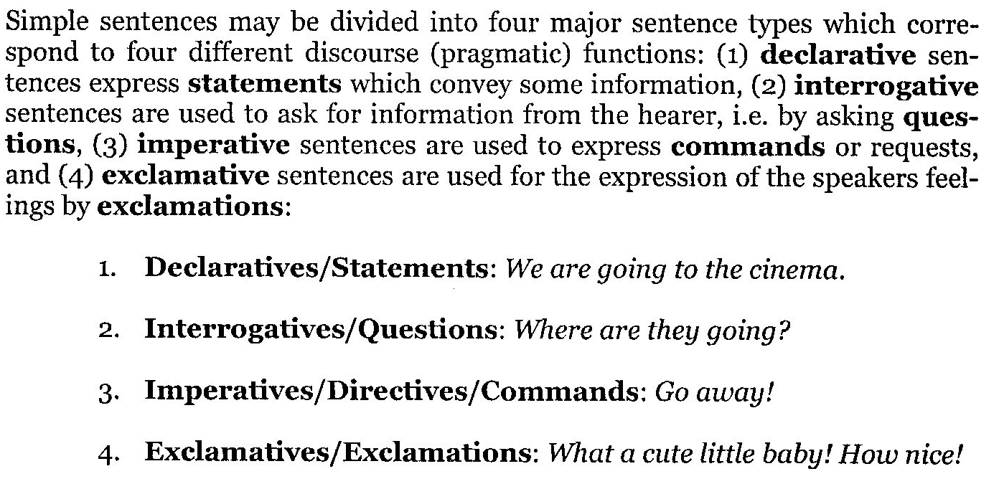 Simple sentences may be divided into four major sentence types which corre-
spond to four different discourse (pragmatic) functions: (1) declarative sen-
tences express statements which convey some information, (2) interrogative
sentences are used to ask for information from the hearer, i.e. by asking ques-
tions, (3) imperative sentences are used to express commands or requests,
and (4) exclamative sentences are used for the expression of the speakers feel-
ings by exclamations:
1. Declaratives/Statements: We are going to the cinema.
2. Interrogatives/Questions: Where are they going?
3. Imperatives/Directives/Commands: Go away!
4. Exclamatives/Exclamations: What a cute little baby! How nice!